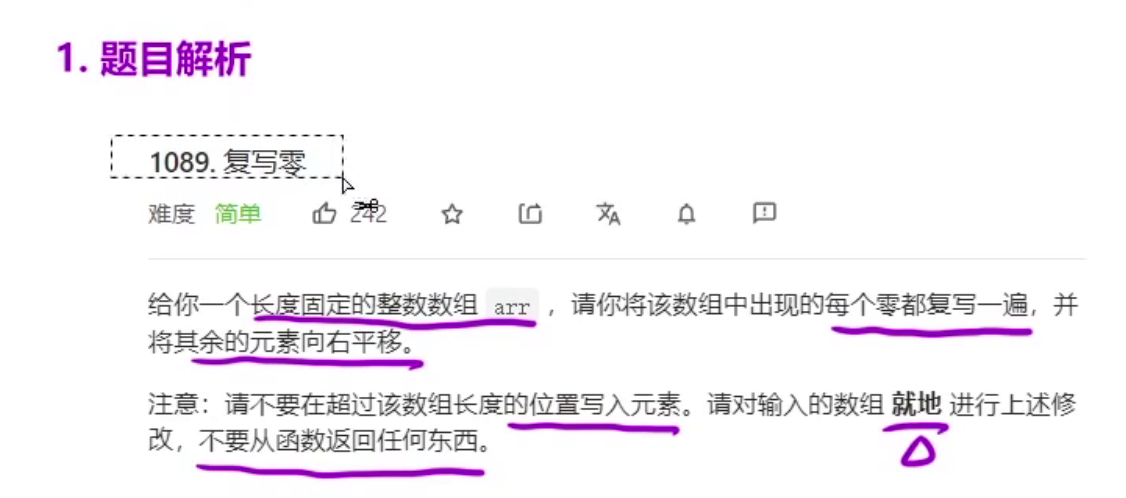 1. 题目解析
1089. 复写零
难度 简单 242
给你一个长度固定的整数数组 arr ，请你将该数组中出现的每个零都复写一遍，并
将其余的元素向右平移。
注意：请不要在超过该数组长度的位置写入元素。请对输入的数组 就地 进行上述修
改，不要从函数返回任何东西。